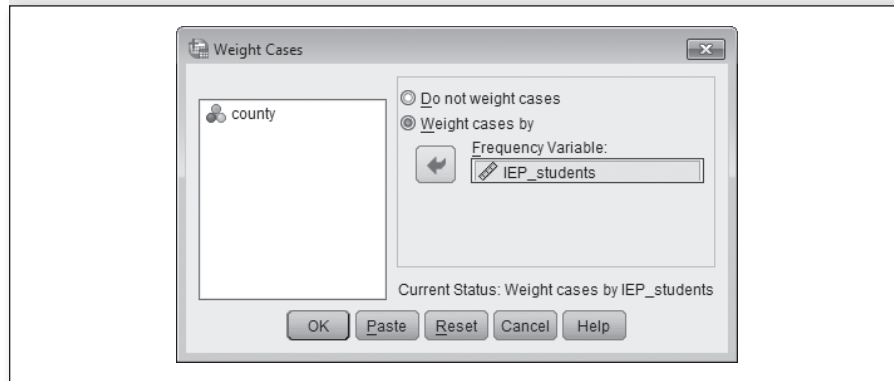 Weight Cases
county
Do not weight cases
Weight cases by
Frequency Variable:
IEP_students
Current Status: Weight cases by IEP_students
OK
Paste
Reset
Cancel
Help